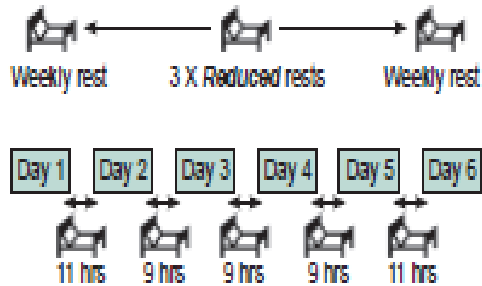 Weekly rest 3 X Reduced rests Weekly rest
Day 1 Day 2 Day 3 Day 4 Day 5 Day 6
11 hrs 9 hrs 9 hrs 9 hrs 11 hrs